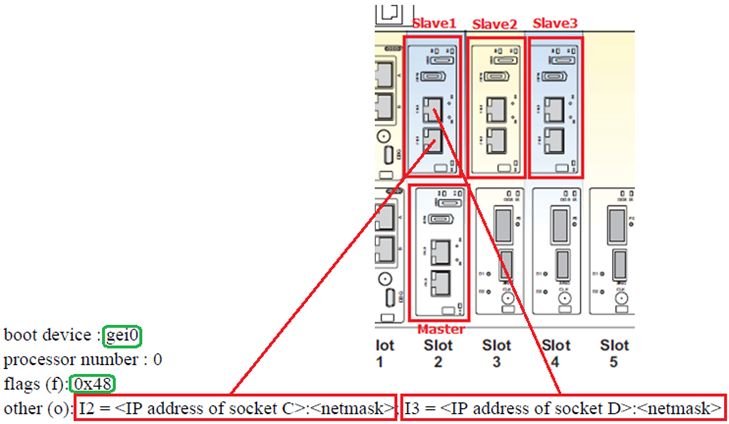 Slave1 Slave2 Slave3
Master
lot Slot Slot Slot Slot
1 2 3 4 5
boot device : gei0
processor number : 0
flags (f): 0x48
other (o): I2 = <IP address of socket C>:<netmask>; I3 = <IP address of socket D>:<netmask>